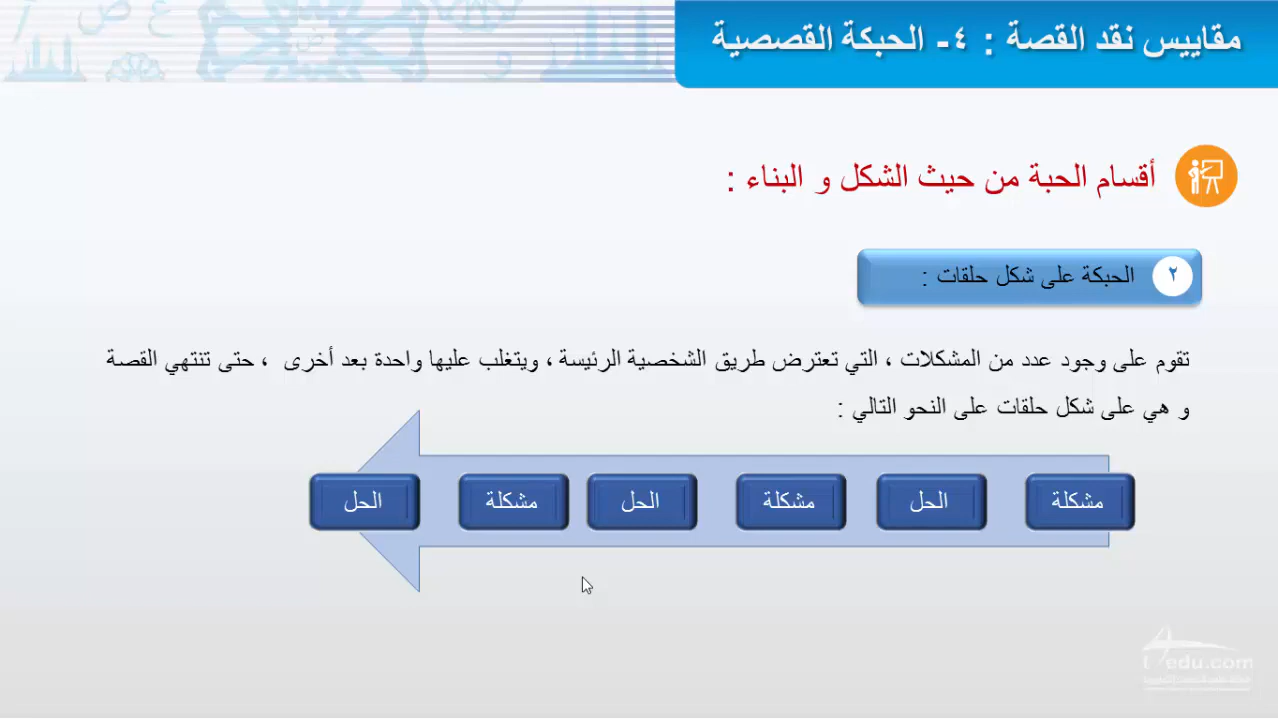 مقاييس نقد القصة : ٤- الحبكة القصصية
أقسام الحبة من حيث الشكل و البناء :
٢ الحبكة على شكل حلقات :
تقوم على وجود عدد من المشكلات ، التي تعترض طريق الشخصية الرئيسة ، ويتغلب عليها واحدة بعد أخرى ، حتى تنتهي القصة
و هي على شكل حلقات على النحو التالي :
مشكلة الحل مشكلة الحل مشكلة الحل